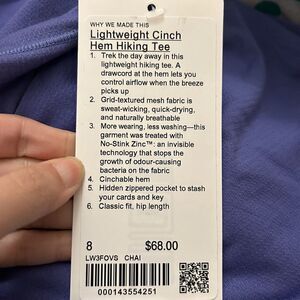 WHY WE MADE THIS
Lightweight Cinch
Hem Hiking Tee
1. Trek the day away in this
lightweight hiking tee. A
drawcord at the hem lets you
control airflow when the breeze
picks up
2. Grid-textured mesh fabric is
sweat-wicking, quick-drying,
and naturally breathable
3. More wearing, less washing—this
garment was treated with
No-Stink Zinc™: an invisible
technology that stops the
growth of odour-causing
bacteria on the fabric
4. Cinchable hem
5. Hidden zippered pocket to stash
your cards and key
6. Classic fit, hip length
8 $68.00
LW3FOVS CHAI
000143554251